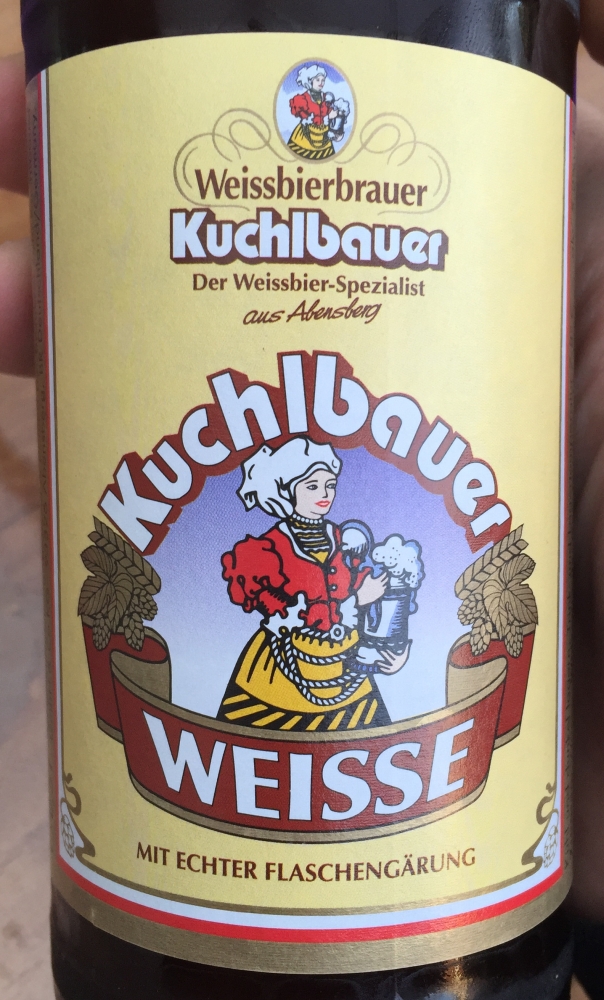 Weissbierbrauer
Kuchlbauer
Der Weissbier-Spezialist
aus Abensberg
Kuchlbauer
WEISSE
MIT ECHTER FLASCHENGÄRUNG